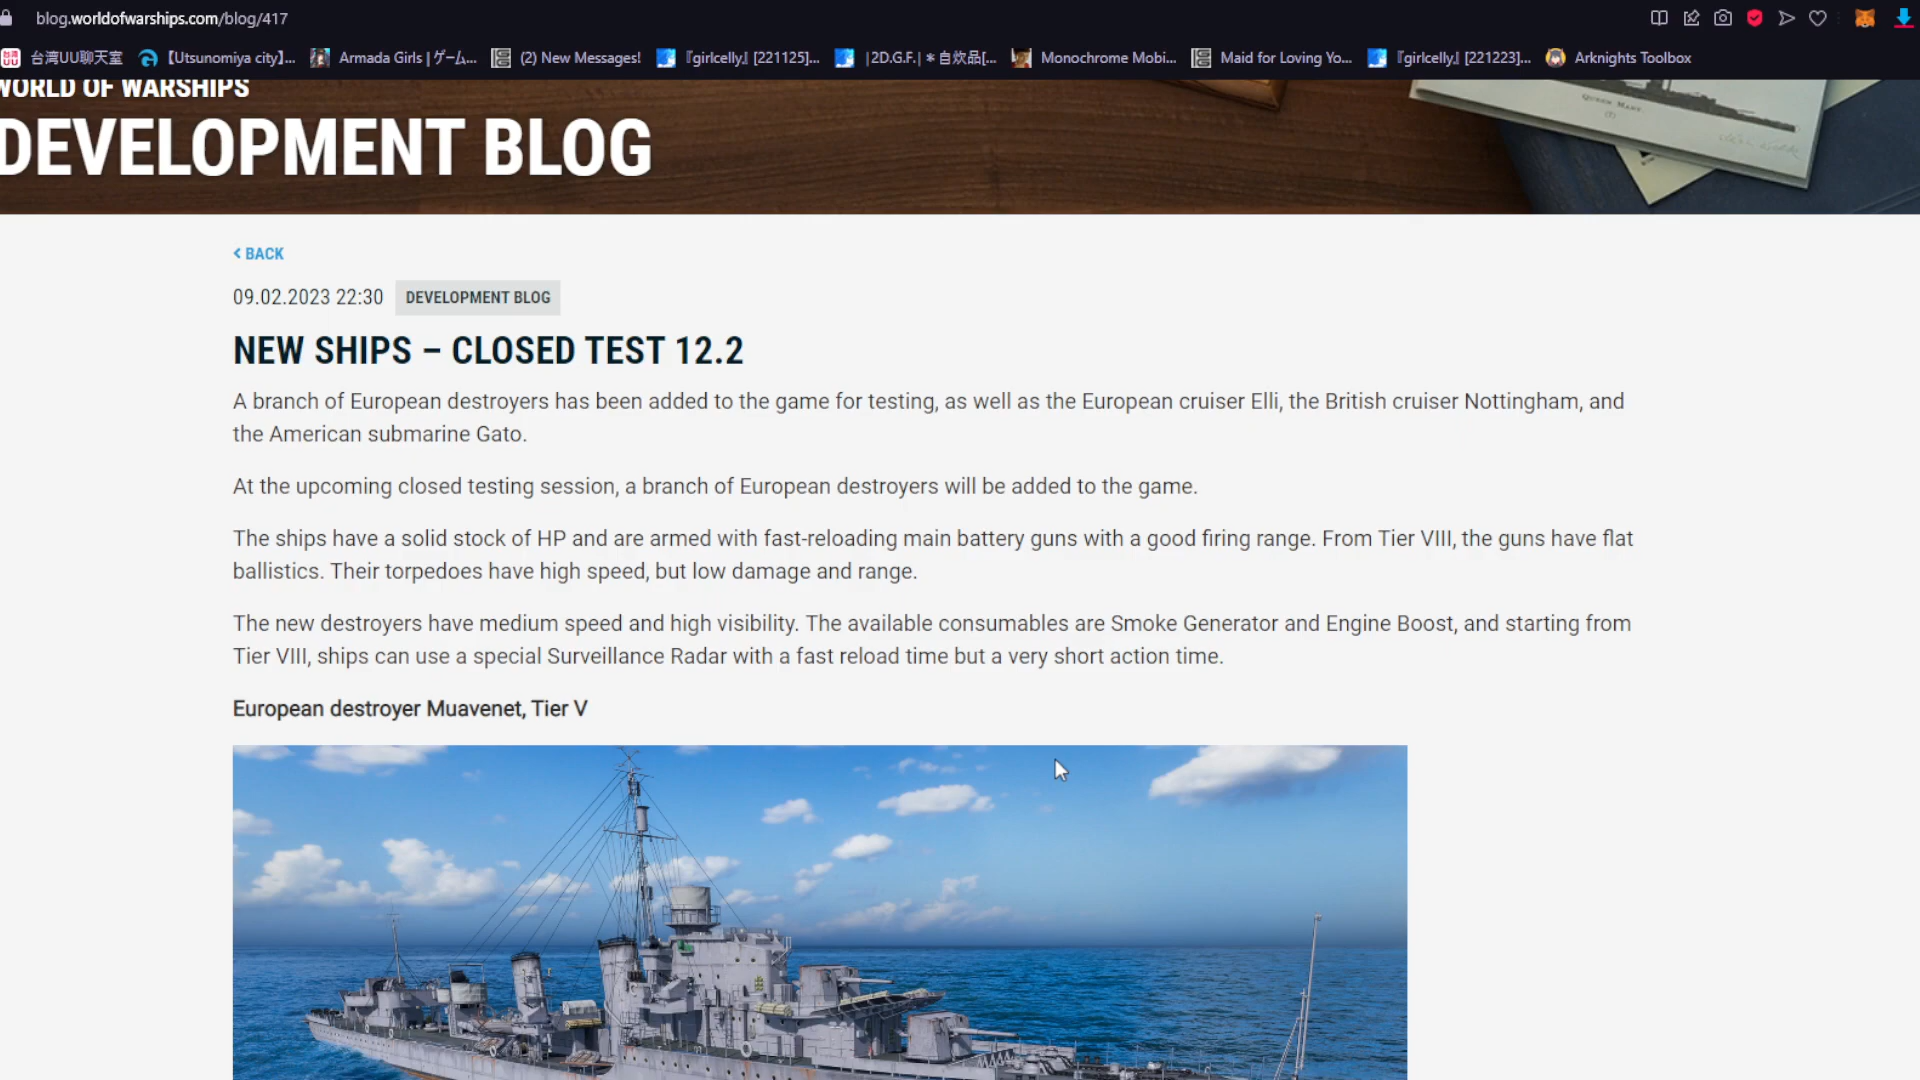 blog.worldofwarships.com/blog/417
台湾UU聊天室 【Utsunomiya city】... Armada Girls | ゲーム... (2) New Messages! 『girlcelly』 [221125]... |2D.G.F.|＊自炊品[... Monochrome Mobi... Maid for Loving Yo... 『girlcelly』 [221223]... Arknights Toolbox
WORLD OF WARSHIPS
DEVELOPMENT BLOG
QUEEN MARY
BACK
09.02.2023 22:30 DEVELOPMENT BLOG
NEW SHIPS – CLOSED TEST 12.2
A branch of European destroyers has been added to the game for testing, as well as the European cruiser Elli, the British cruiser Nottingham, and
the American submarine Gato.
At the upcoming closed testing session, a branch of European destroyers will be added to the game.
The ships have a solid stock of HP and are armed with fast-reloading main battery guns with a good firing range. From Tier VIII, the guns have flat
ballistics. Their torpedoes have high speed, but low damage and range.
The new destroyers have medium speed and high visibility. The available consumables are Smoke Generator and Engine Boost, and starting from
Tier VIII, ships can use a special Surveillance Radar with a fast reload time but a very short action time.
European destroyer Muavenet, Tier V